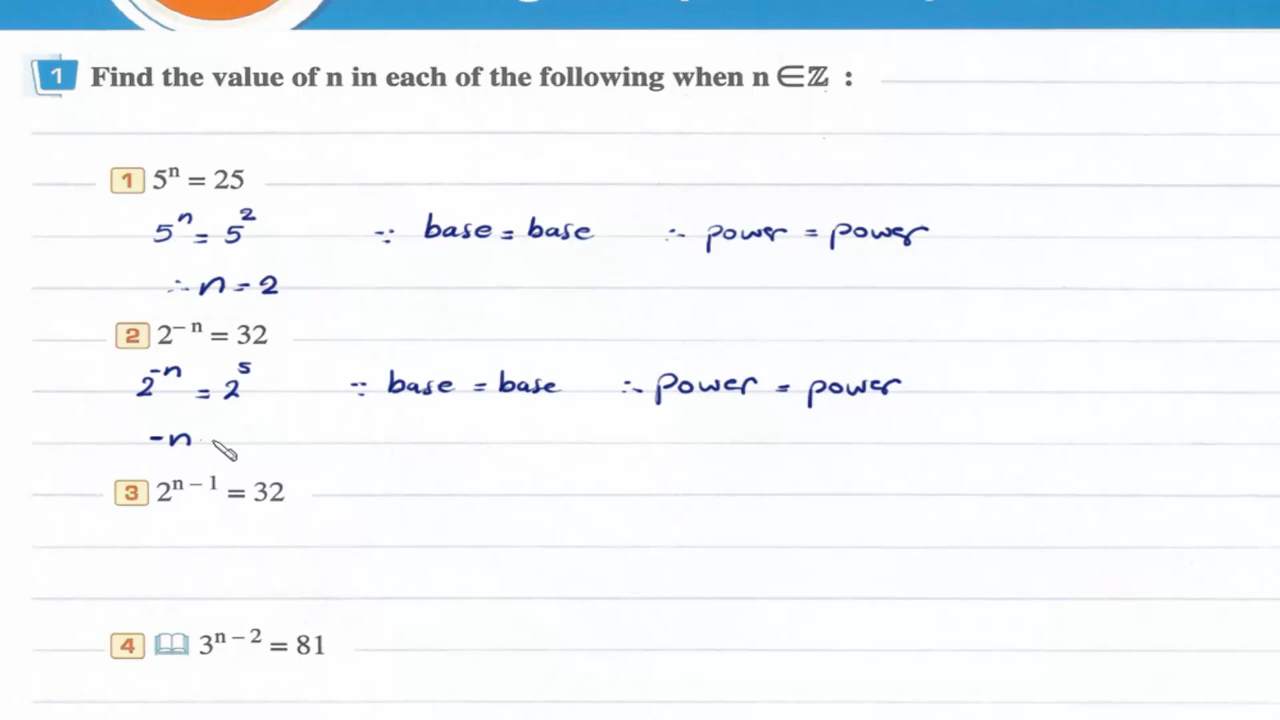 1 Find the value of n in each of the following when n ∈ ℤ :
1 5ⁿ = 25
5ⁿ = 5² ∵ base = base ∴ power = power
∴ n = 2
2 2⁻ⁿ = 32
2⁻ⁿ = 2⁵ ∵ base = base ∴ power = power
-n
3 2ⁿ⁻¹ = 32
4 3ⁿ⁻² = 81